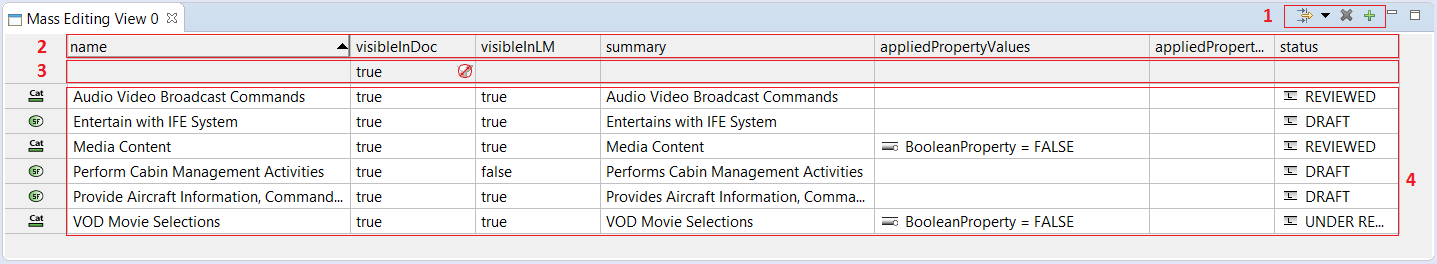 Mass Editing View 0 1
2 name visibleInDoc visibleInLM summary appliedPropertyValues appliedPropert... status
3 true
Cat Audio Video Broadcast Commands true true Audio Video Broadcast Commands L REVIEWED
SF Entertain with IFE System true true Entertains with IFE System L DRAFT
Cat Media Content true true Media Content BooleanProperty = FALSE L REVIEWED
SF Perform Cabin Management Activities true false Performs Cabin Management Activities L DRAFT 4
SF Provide Aircraft Information, Command... true true Provides Aircraft Information, Comma... L DRAFT
Cat VOD Movie Selections true true VOD Movie Selections BooleanProperty = FALSE L UNDER RE...